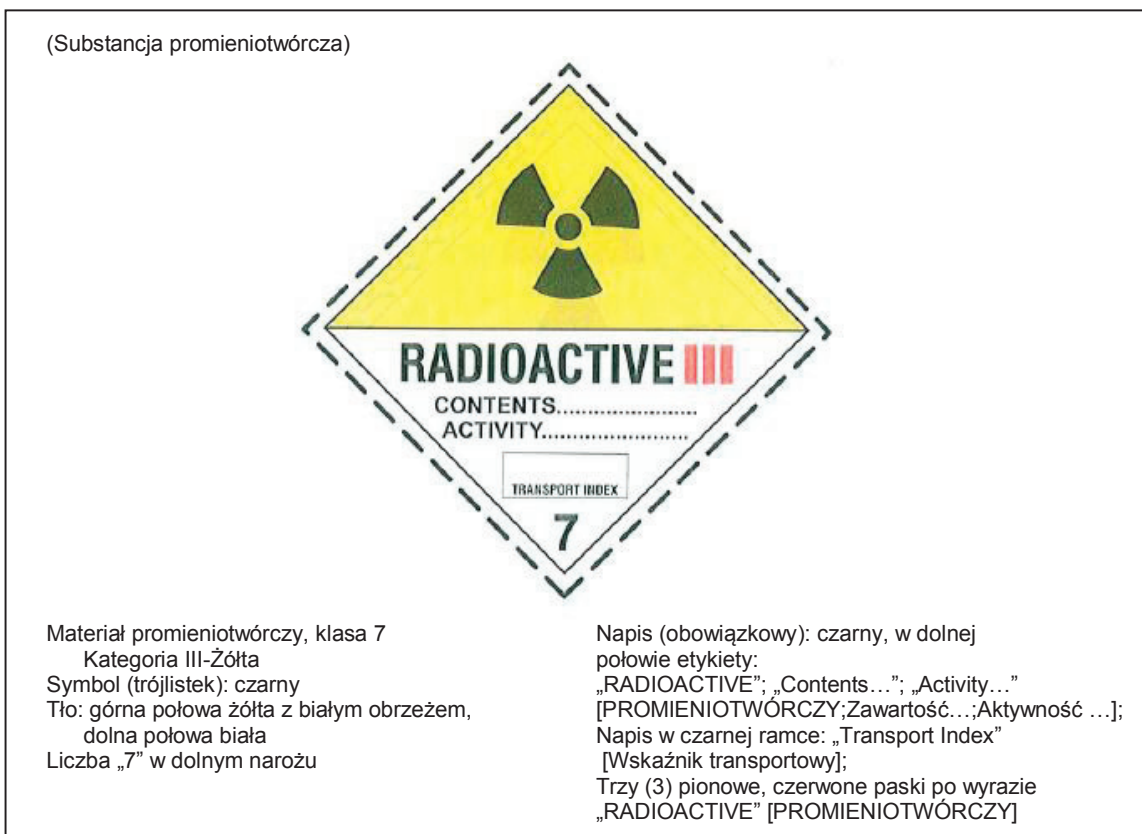 (Substancja promieniotwórcza)
RADIOACTIVE III
CONTENTS........................
ACTIVITY.........................
TRANSPORT INDEX
7
Materiał promieniotwórczy, klasa 7
Kategoria III-Żółta
Symbol (trójlistek): czarny
Tło: górna połowa żółta z białym obrzeżem,
dolna połowa biała
Liczba „7” w dolnym narożu
Napis (obowiązkowy): czarny, w dolnej
połowie etykiety:
„RADIOACTIVE”; „Contents…”; „Activity…”
[PROMIENIOTWÓRCZY;Zawartość…;Aktywność …];
Napis w czarnej ramce: „Transport Index”
[Wskaźnik transportowy];
Trzy (3) pionowe, czerwone paski po wyrazie
„RADIOACTIVE” [PROMIENIOTWÓRCZY]